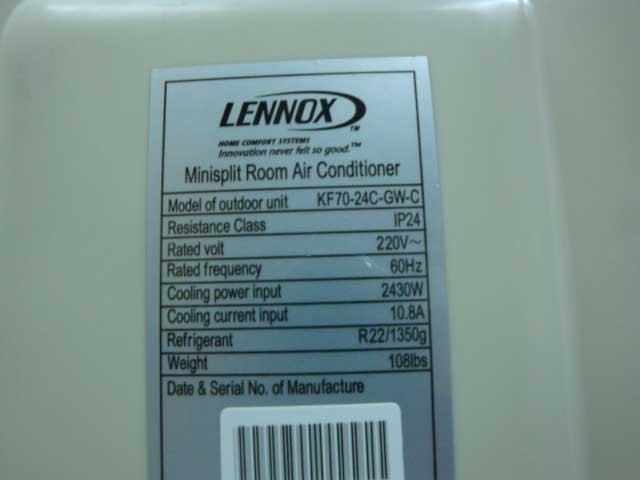 LENNOX ™
HOME COMFORT SYSTEMS
Innovation never felt so good.™
Minisplit Room Air Conditioner
Model of outdoor unit KF70-24C-GW-C
Resistance Class IP24
Rated volt 220V～
Rated frequency 60Hz
Cooling power input 2430W
Cooling current input 10.8A
Refrigerant R22/1350g
Weight 108lbs
Date & Serial No. of Manufacture